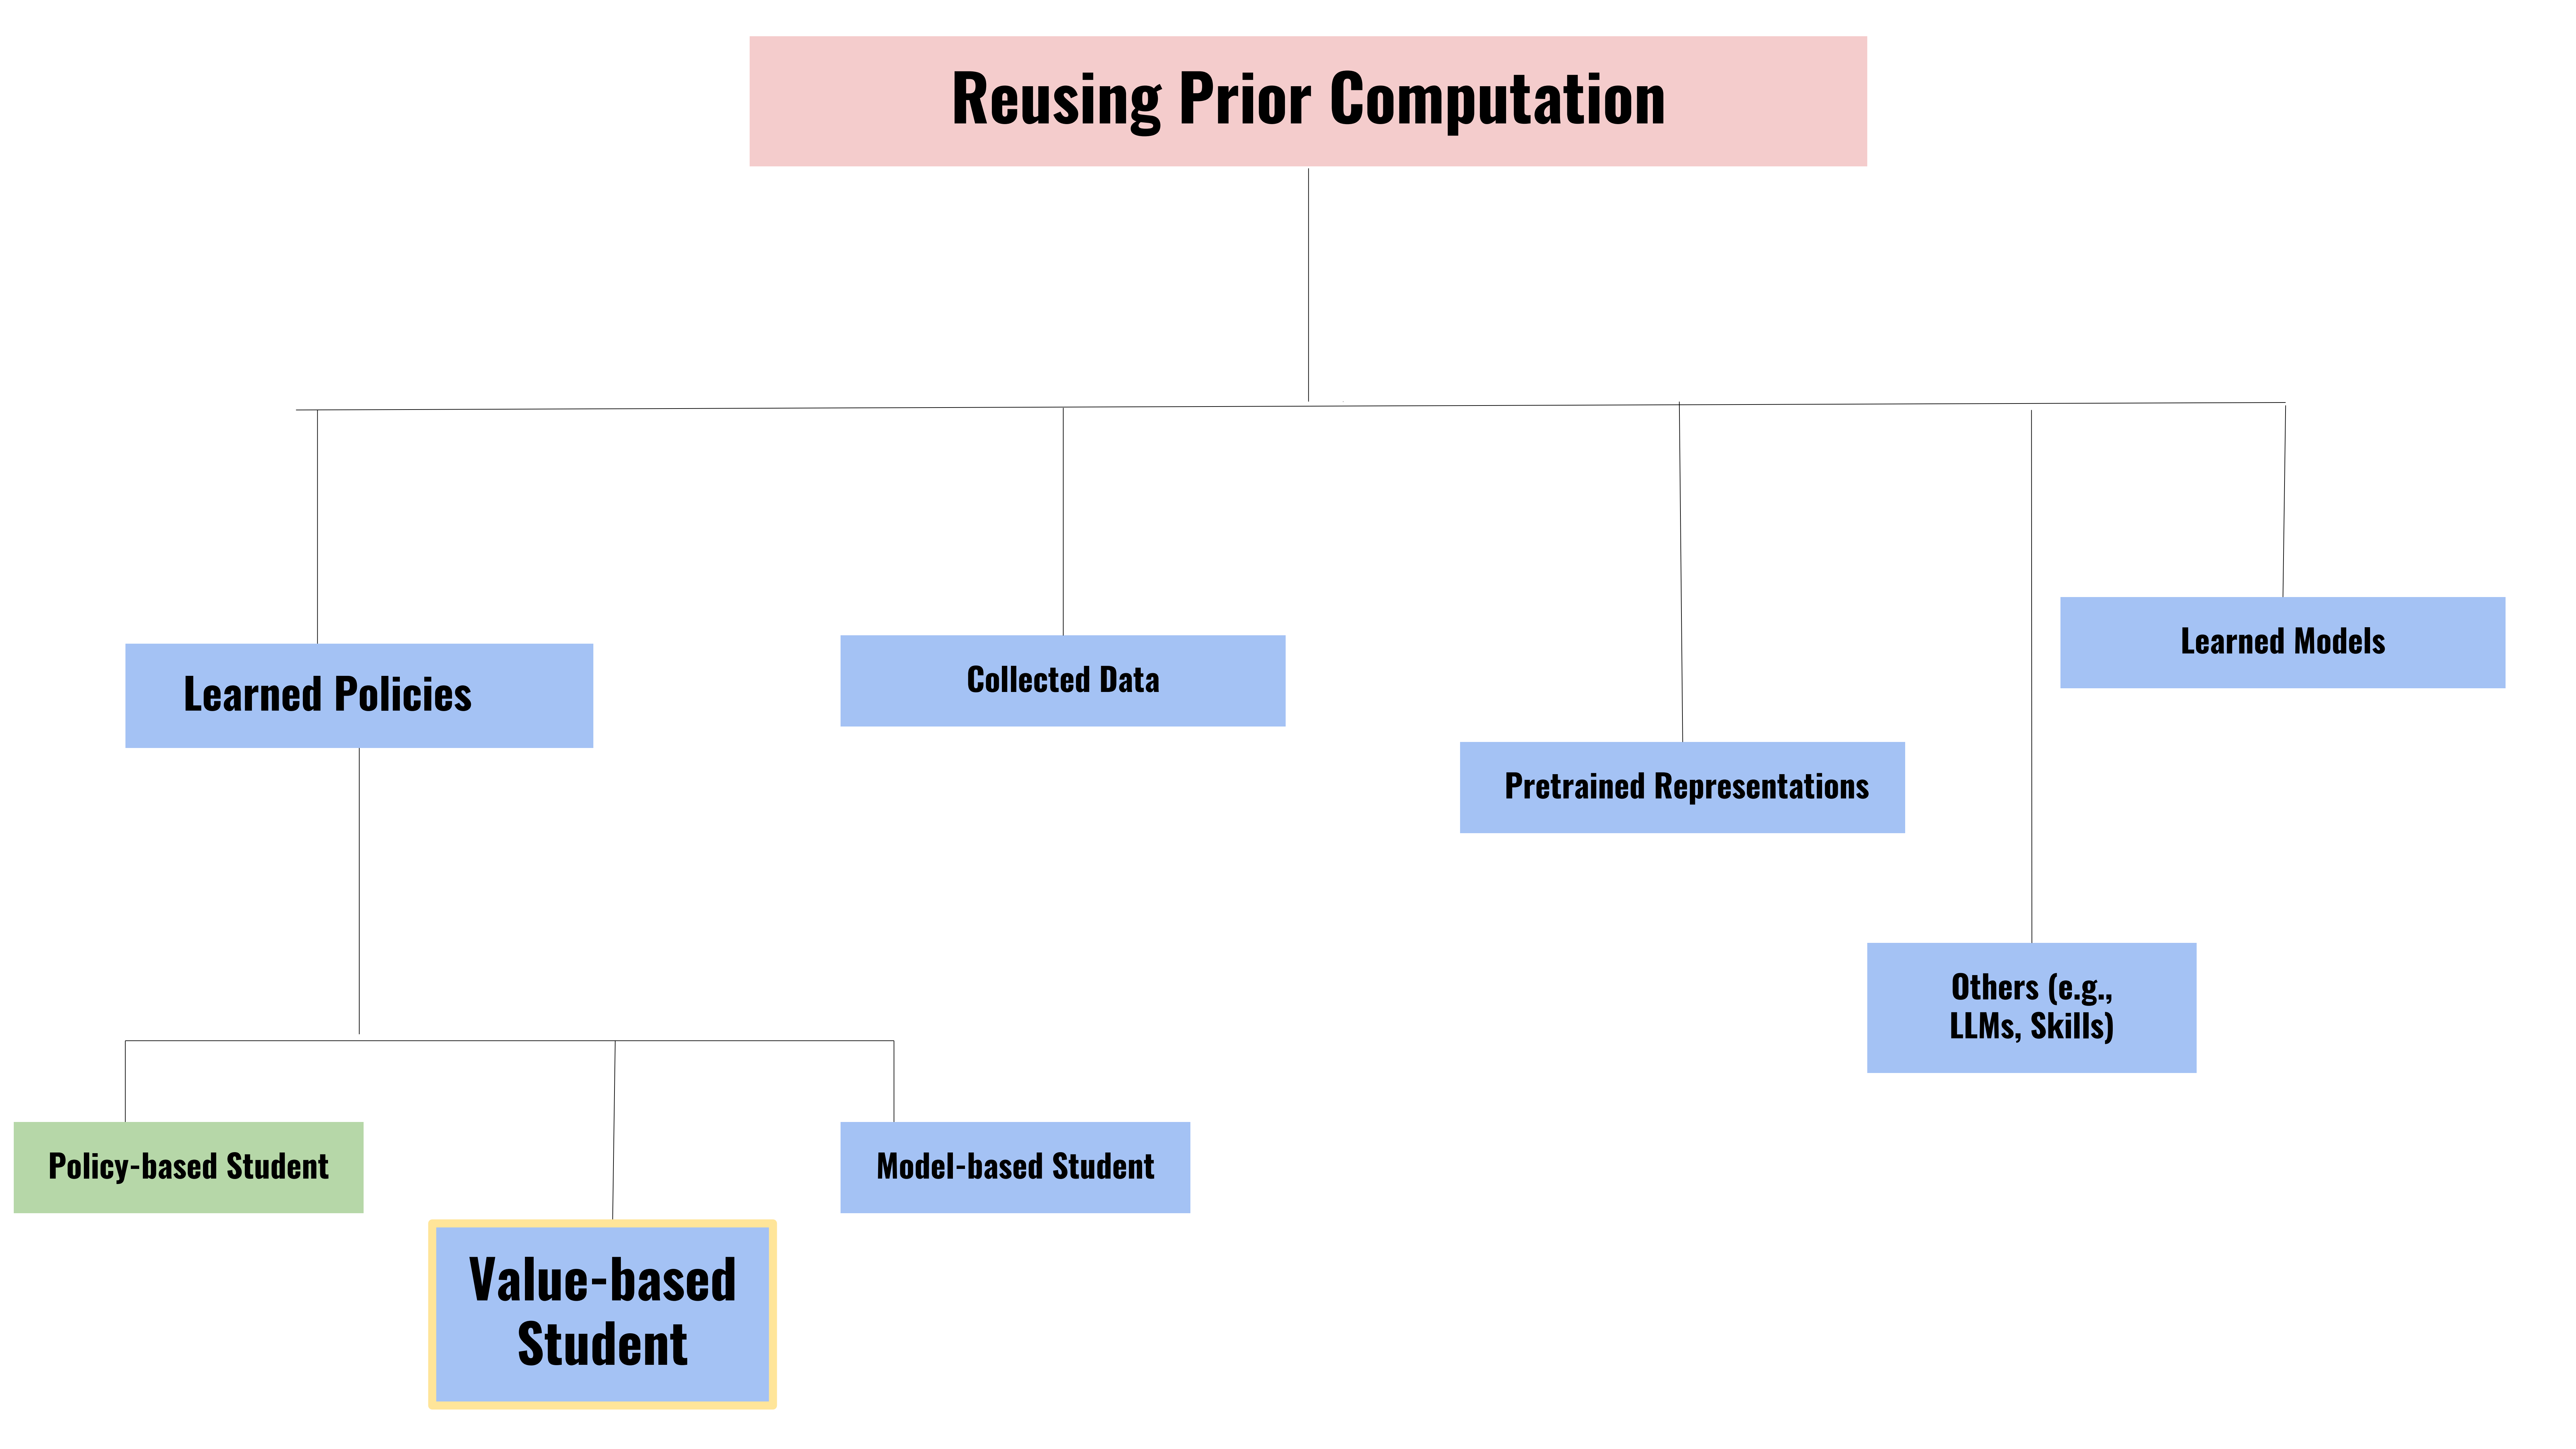 Reusing Prior Computation
Learned Policies
Collected Data
Pretrained Representations
Learned Models
Others (e.g.,
LLMs, Skills)
Policy-based Student
Value-based
Student
Model-based Student